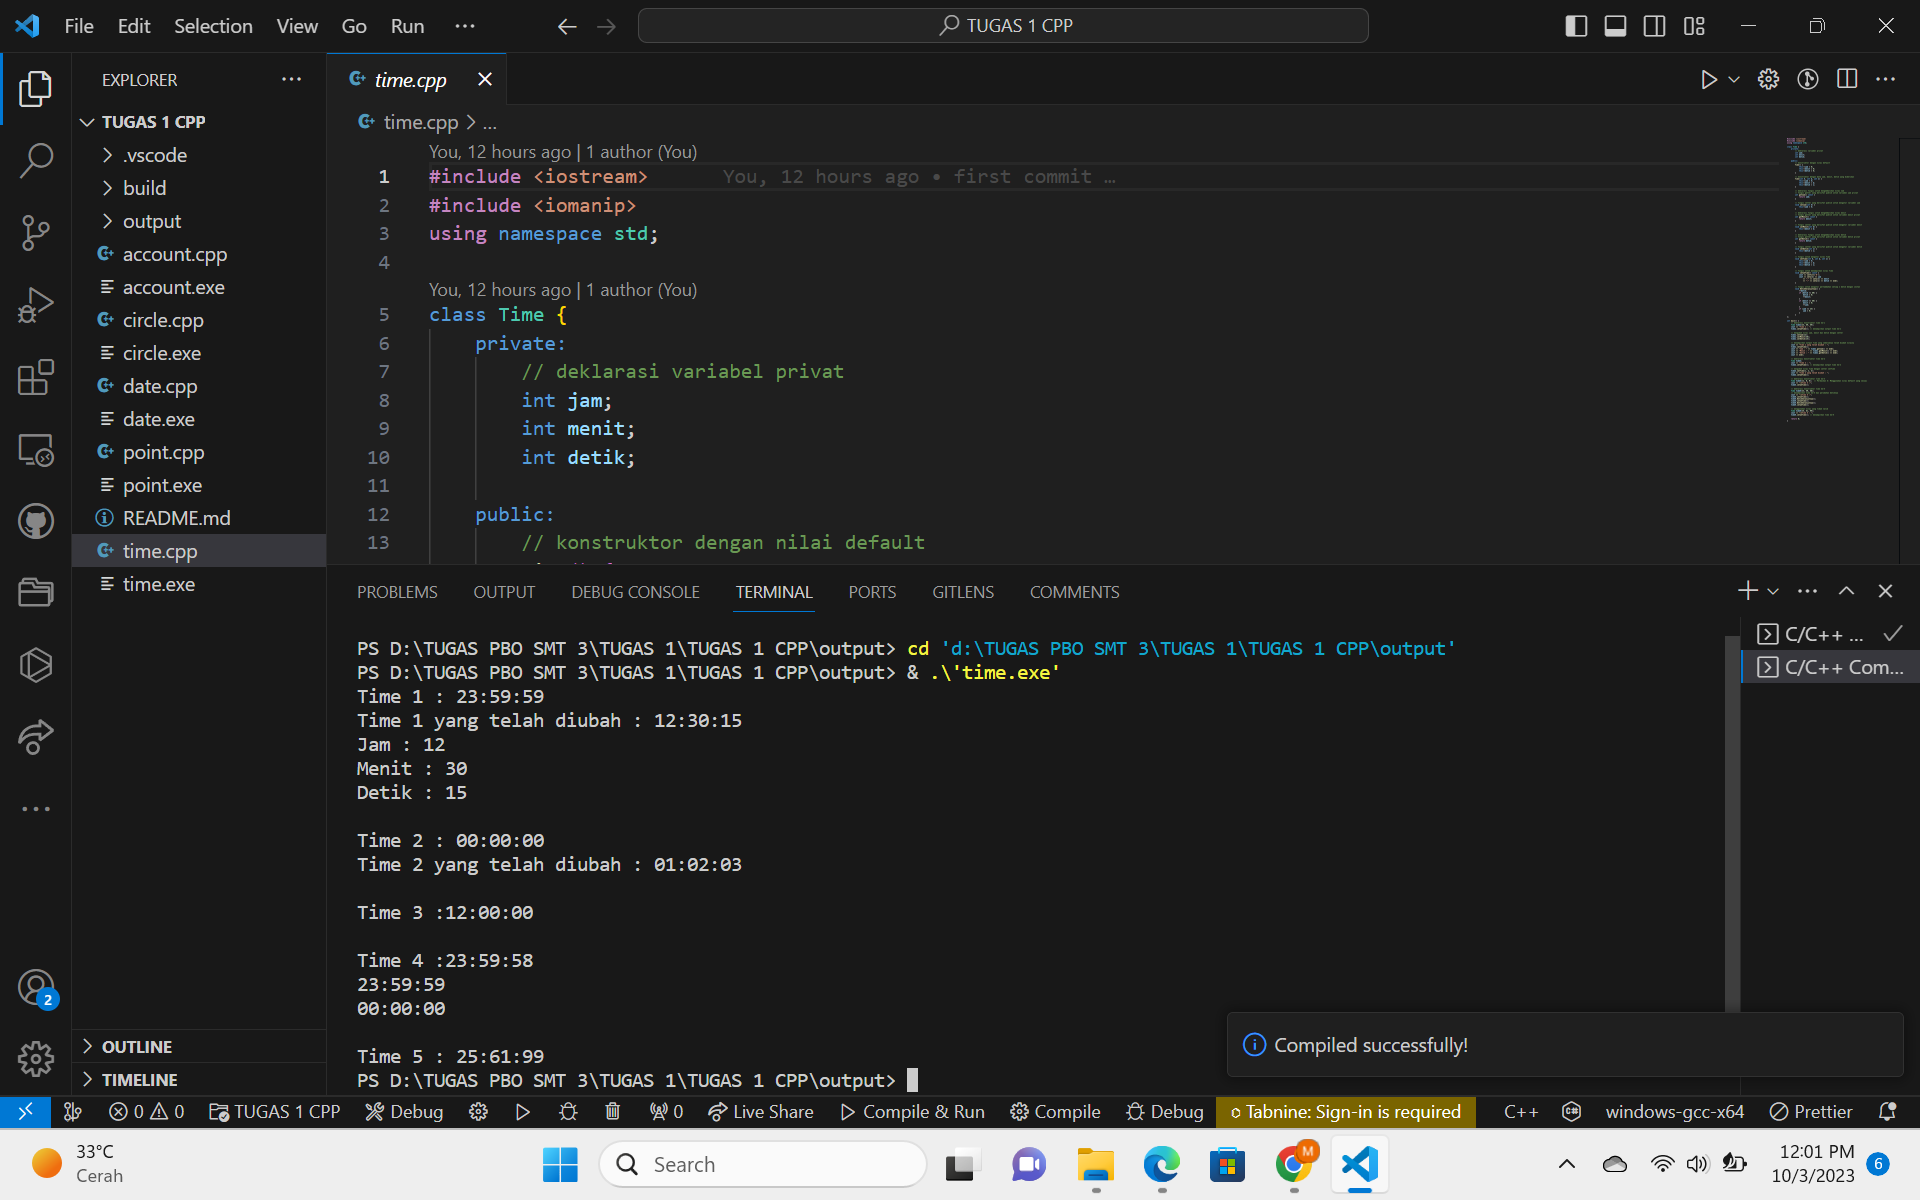 File Edit Selection View Go Run ...
TUGAS 1 CPP
EXPLORER
TUGAS 1 CPP
.vscode
build
output
account.cpp
account.exe
circle.cpp
circle.exe
date.cpp
date.exe
point.cpp
point.exe
README.md
time.cpp
time.exe
OUTLINE
TIMELINE
2
time.cpp
time.cpp > ...
You, 12 hours ago | 1 author (You)
1 #include <iostream> You, 12 hours ago • first commit …
2 #include <iomanip>
3 using namespace std;
4
You, 12 hours ago | 1 author (You)
5 class Time {
6 private:
7 // deklarasi variabel privat
8 int jam;
9 int menit;
10 int detik;
11
12 public:
13 // konstruktor dengan nilai default
PROBLEMS OUTPUT DEBUG CONSOLE TERMINAL PORTS GITLENS COMMENTS
PS D:\TUGAS PBO SMT 3\TUGAS 1\TUGAS 1 CPP\output> cd 'd:\TUGAS PBO SMT 3\TUGAS 1\TUGAS 1 CPP\output'
PS D:\TUGAS PBO SMT 3\TUGAS 1\TUGAS 1 CPP\output> & .\'time.exe'
Time 1 : 23:59:59
Time 1 yang telah diubah : 12:30:15
Jam : 12
Menit : 30
Detik : 15
Time 2 : 00:00:00
Time 2 yang telah diubah : 01:02:03
Time 3 :12:00:00
Time 4 :23:59:58
23:59:59
00:00:00
Time 5 : 25:61:99
PS D:\TUGAS PBO SMT 3\TUGAS 1\TUGAS 1 CPP\output>
C/C++ ...
C/C++ Com...
Compiled successfully!
0 0 TUGAS 1 CPP Debug 0 Live Share Compile & Run Compile Debug Tabnine: Sign-in is required C++ windows-gcc-x64 Prettier
33°C
Cerah
Search
M
12:01 PM
10/3/2023
6